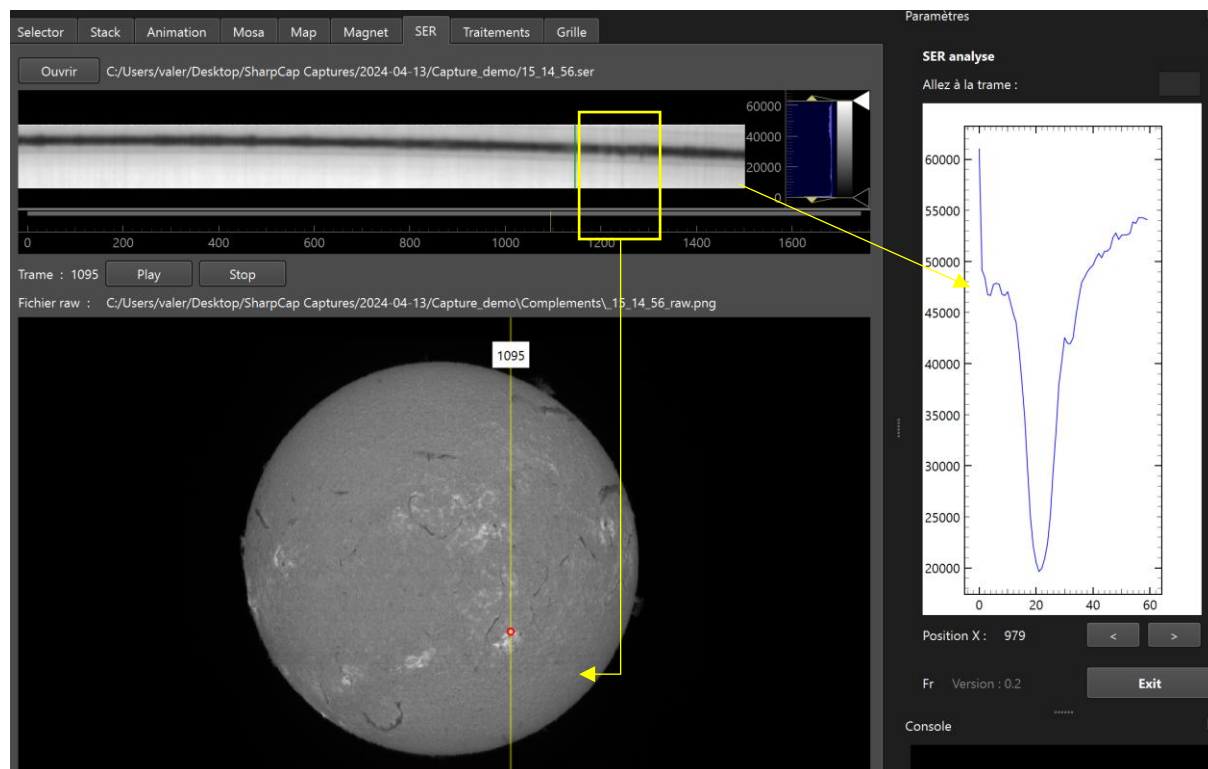 Paramètres
Selector Stack Animation Mosa Map Magnet SER Traitements Grille
SER analyse
Ouvrir C:/Users/valer/Desktop/SharpCap Captures/2024-04-13/Capture_demo/15_14_56.ser
Allez à la trame :
60000
40000
20000
0
0 200 400 600 800 1000 1200 1400 1600
Trame : 1095 Play Stop
Fichier raw : C:/Users/valer/Desktop/SharpCap Captures/2024-04-13/Capture_demo\Complements\_15_14_56_raw.png
1095
60000
55000
50000
45000
40000
35000
30000
25000
20000
0 20 40 60
Position X : 979 < >
Fr Version : 0.2 Exit
Console